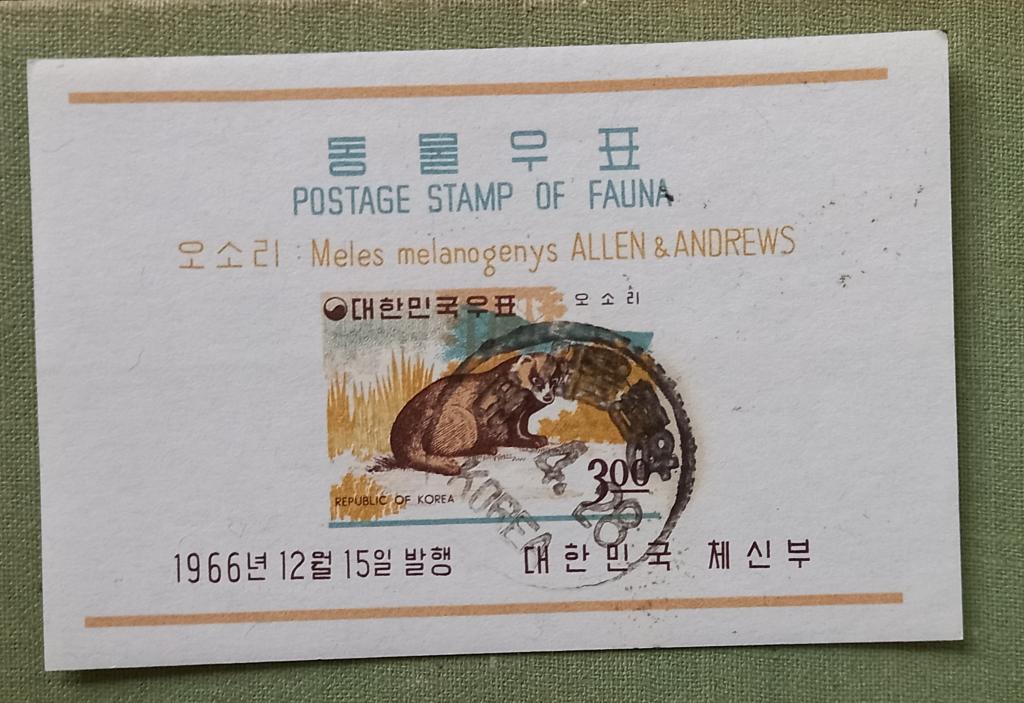 동물우표
POSTAGE STAMP OF FAUNA
오소리 : Meles melanogenys ALLEN & ANDREWS
대한민국우표 오소리
3 00
REPUBLIC OF KOREA
4. 28
KOREA
1966년 12월 15일 발행 대한민국 체신부